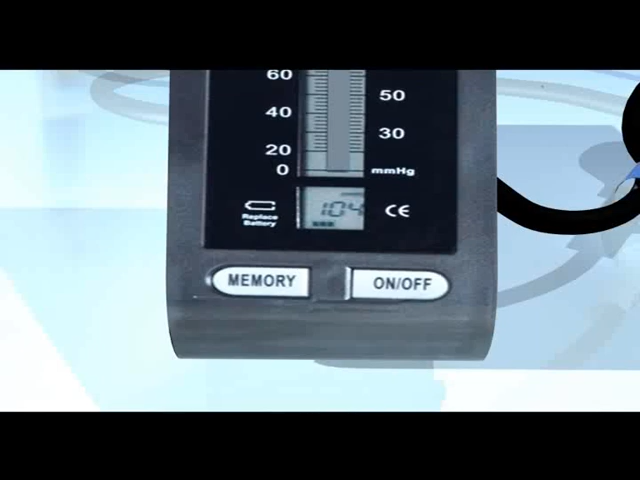 60
50
40
30
20
0
mmHg
104
CE
Replace
Battery
MEMORY
ON/OFF